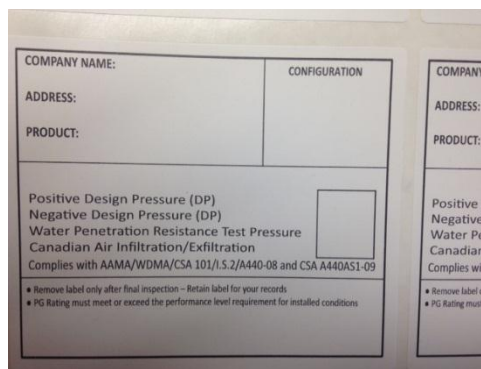 COMPANY NAME:
CONFIGURATION
ADDRESS:
PRODUCT:
Positive Design Pressure (DP)
Negative Design Pressure (DP)
Water Penetration Resistance Test Pressure
Canadian Air Infiltration/Exfiltration
Complies with AAMA/WDMA/CSA 101/I.S.2/A440-08 and CSA A440AS1-09
• Remove label only after final inspection – Retain label for your records
• PG Rating must meet or exceed the performance level requirement for installed conditions
COMPANY
ADDRESS:
PRODUCT:
Positive
Negative
Water Pe
Canadian
Complies wi
• Remove label
• PG Rating must